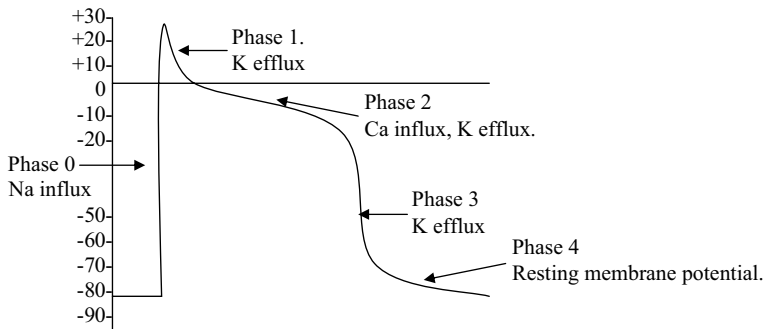 +30
+20
+10
0
-10
-20
-50
-60
-70
-80
-90
Phase 0
Na influx
Phase 1.
K efflux
Phase 2
Ca influx, K efflux.
Phase 3
K efflux
Phase 4
Resting membrane potential.